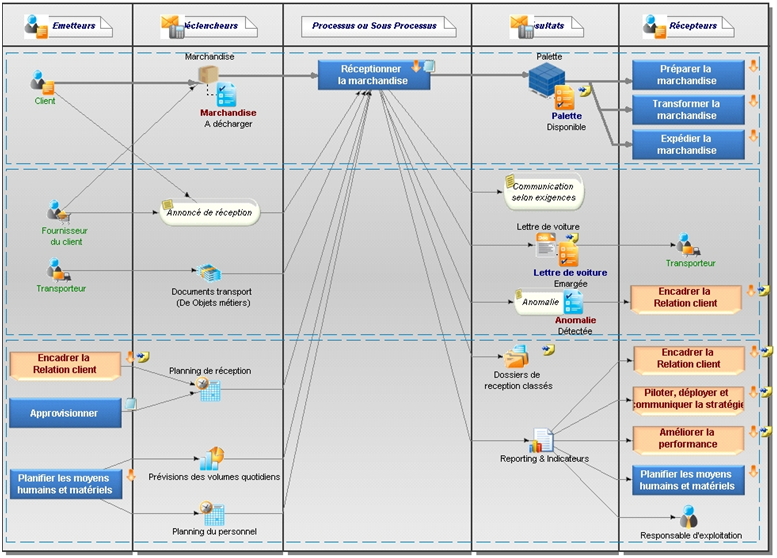 Emetteurs
Déclencheurs
Processus ou Sous Processus
sultats
Récépteurs
Marchandise
Palette
Client
Marchandise
A décharger
Réceptionner
la marchandise
Palette
Disponible
Préparer la
marchandise
Transformer la
marchandise
Expédier la
marchandise
Fournisseur
du client
Annoncé de réception
Communication
selon exigences
Lettre de voiture
Lettre de voiture
Emargée
Transporteur
Transporteur
Documents transport
(De Objets métiers)
Anomalie
Anomalie
Détectée
Encadrer la
Relation client
Encadrer la
Relation client
Planning de réception
Dossiers de
reception classés
Encadrer la
Relation client
Approvisionner
Piloter, déployer et
communiquer la stratégie
Améliorer la
performance
Reporting & Indicateurs
Planifier les moyens
humains et matériels
Prévisions des volumes quotidiens
Planifier les moyens
humains et matériels
Planning du personnel
Responsable d'exploitation